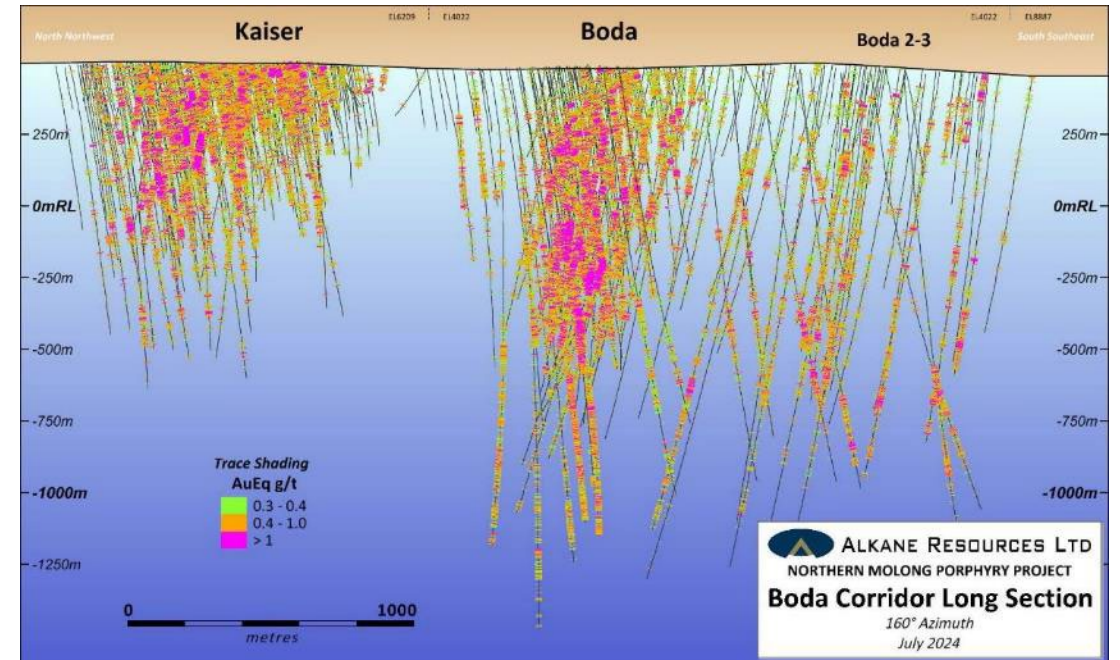 EL6209
EL4022
EL4022
EL8887
North Northwest
Kaiser
Boda
Boda 2-3
South Southeast
250m
250m
0mRL
0mRL
-250m
-250m
-500m
-500m
-750m
-750m
-1000m
-1000m
-1250m
Trace Shading
AuEq g/t
0.3 - 0.4
0.4 - 1.0
> 1
0
1000
metres
ALKANE RESOURCES LTD
NORTHERN MOLONG PORPHYRY PROJECT
Boda Corridor Long Section
160° Azimuth
July 2024